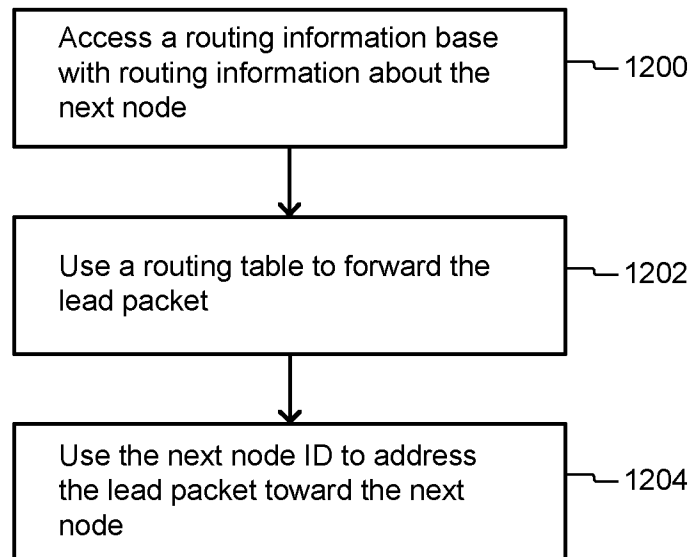 Access a routing information base
with routing information about the
next node
1200
Use a routing table to forward the
lead packet
1202
Use the next node ID to address
the lead packet toward the next
node
1204